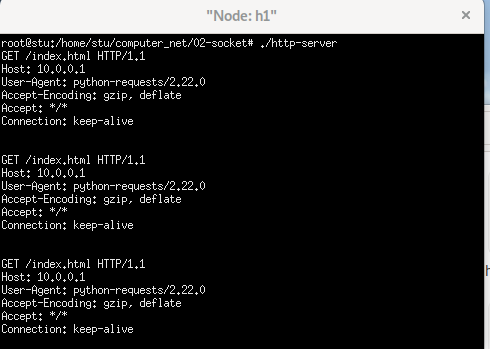 "Node: h1"
×
root@stu:/home/stu/computer_net/02-socket# ./http-server
GET /index.html HTTP/1.1
Host: 10.0.0.1
User-Agent: python-requests/2.22.0
Accept-Encoding: gzip, deflate
Accept: */*
Connection: keep-alive
GET /index.html HTTP/1.1
Host: 10.0.0.1
User-Agent: python-requests/2.22.0
Accept-Encoding: gzip, deflate
Accept: */*
Connection: keep-alive
GET /index.html HTTP/1.1
Host: 10.0.0.1
User-Agent: python-requests/2.22.0
Accept-Encoding: gzip, deflate
Accept: */*
Connection: keep-alive